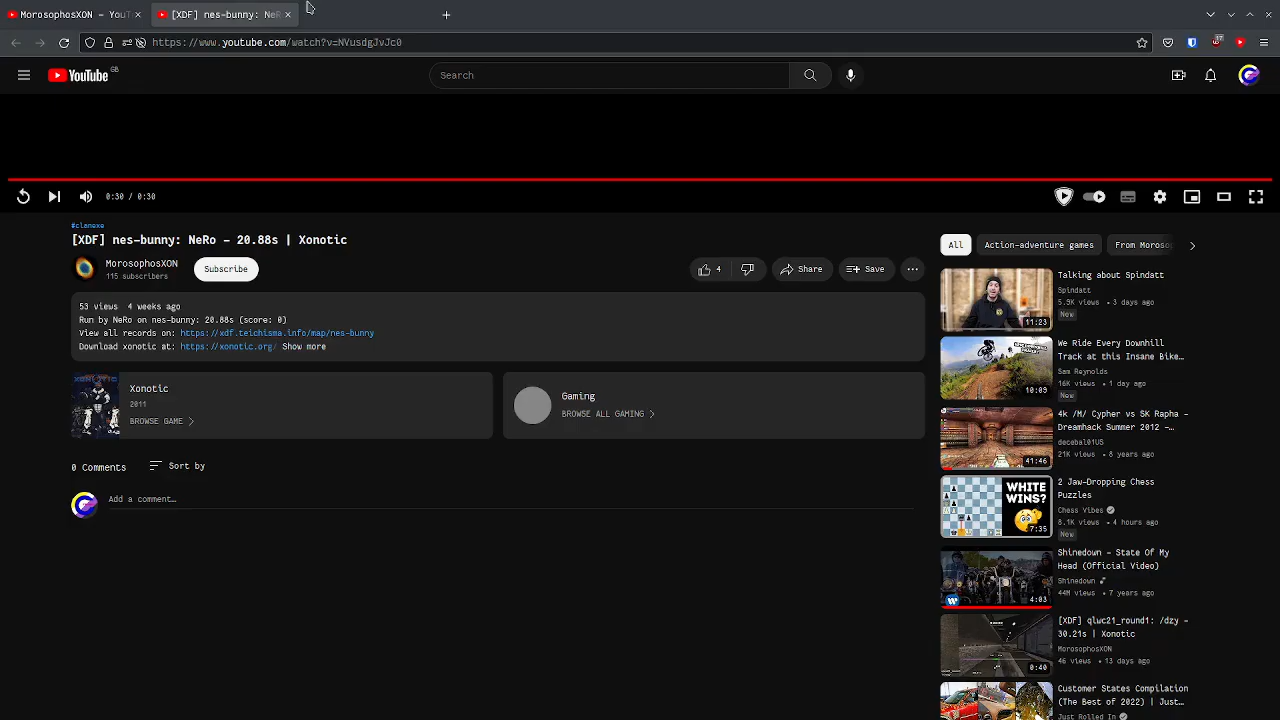 MorosophosXON – YouT
[XDF] nes-bunny: NeR
https://www.youtube.com/watch?v=NVusdgJvJc0
YouTube GB
Search
0:30 / 0:30
#clanexe
[XDF] nes-bunny: NeRo – 20.88s | Xonotic
MorosophosXON
115 subscribers
Subscribe
4
Share
Save
53 views 4 weeks ago
Run by NeRo on nes-bunny: 20.88s (score: 0)
View all records on: https://xdf.teichisma.info/map/nes-bunny
Download xonotic at: https://xonotic.org/ Show more
XONOTIC
Xonotic
2011
BROWSE GAME
Gaming
BROWSE ALL GAMING
0 Comments
Sort by
Add a comment…
All
Action-adventure games
From Moroso
11:23
Talking about Spindatt
Spindatt
5.9K views • 3 days ago
New
10:09
We Ride Every Downhill
Track at this Insane Bike…
Sam Reynolds
16K views • 1 day ago
New
41:46
4k /M/ Cypher vs SK Rapha –
Dreamhack Summer 2012 –…
decebal01US
21K views • 8 years ago
WHITE
WINS?
7:35
2 Jaw-Dropping Chess
Puzzles
Chess Vibes
8.1K views • 4 hours ago
New
4:03
Shinedown – State Of My
Head (Official Video)
Shinedown
44M views • 7 years ago
0:40
[XDF] qlwc21_round1: /dzy –
30.21s | Xonotic
MorosophosXON
46 views • 13 days ago
Customer States Compilation
(The Best of 2022) | Just…
Just Rolled In